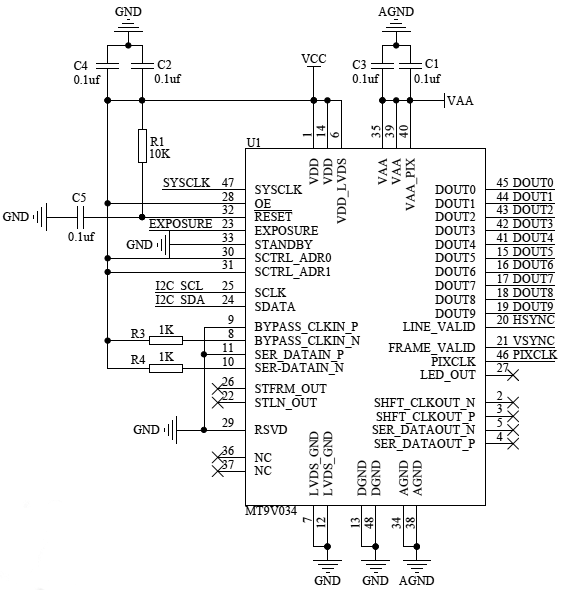 GND
AGND
C4
0.1uf
C2
0.1uf
VCC
C3
0.1uf
C1
0.1uf
VAA
1
14
6
35
39
40
R1
10K
U1
VDD
VDD
VDD_LVDS
VAA
VAA
VAA_PIX
SYSCLK 47 SYSCLK
28 OE
C5
0.1uf
GND
32 RESET
EXPOSURE 23 EXPOSURE
GND
33 STANDBY
30 SCTRL_ADR0
31 SCTRL_ADR1
I2C_SCL 25 SCLK
I2C_SDA 24 SDATA
9 BYPASS_CLKIN_P
R3 1K 8 BYPASS_CLKIN_N
11 SER_DATAIN_P
R4 1K 10 SER-DATAIN_N
26 STFRM_OUT
22 STLN_OUT
GND 29 RSVD
36 NC
37 NC
DOUT0 45 DOUT0
DOUT1 44 DOUT1
DOUT2 43 DOUT2
DOUT3 42 DOUT3
DOUT4 41 DOUT4
DOUT5 15 DOUT5
DOUT6 16 DOUT6
DOUT7 17 DOUT7
DOUT8 18 DOUT8
DOUT9 19 DOUT9
LINE_VALID 20 HSYNC
FRAME_VALID 21 VSYNC
PIXCLK 46 PIXCLK
LED_OUT 27
SHFT_CLKOUT_N 2
SHFT_CLKOUT_P 3
SER_DATAOUT_N 5
SER_DATAOUT_P 4
LVDS_GND
LVDS_GND
DGND
DGND
AGND
AGND
MT9V034
7
12
13
48
34
38
GND
GND
AGND